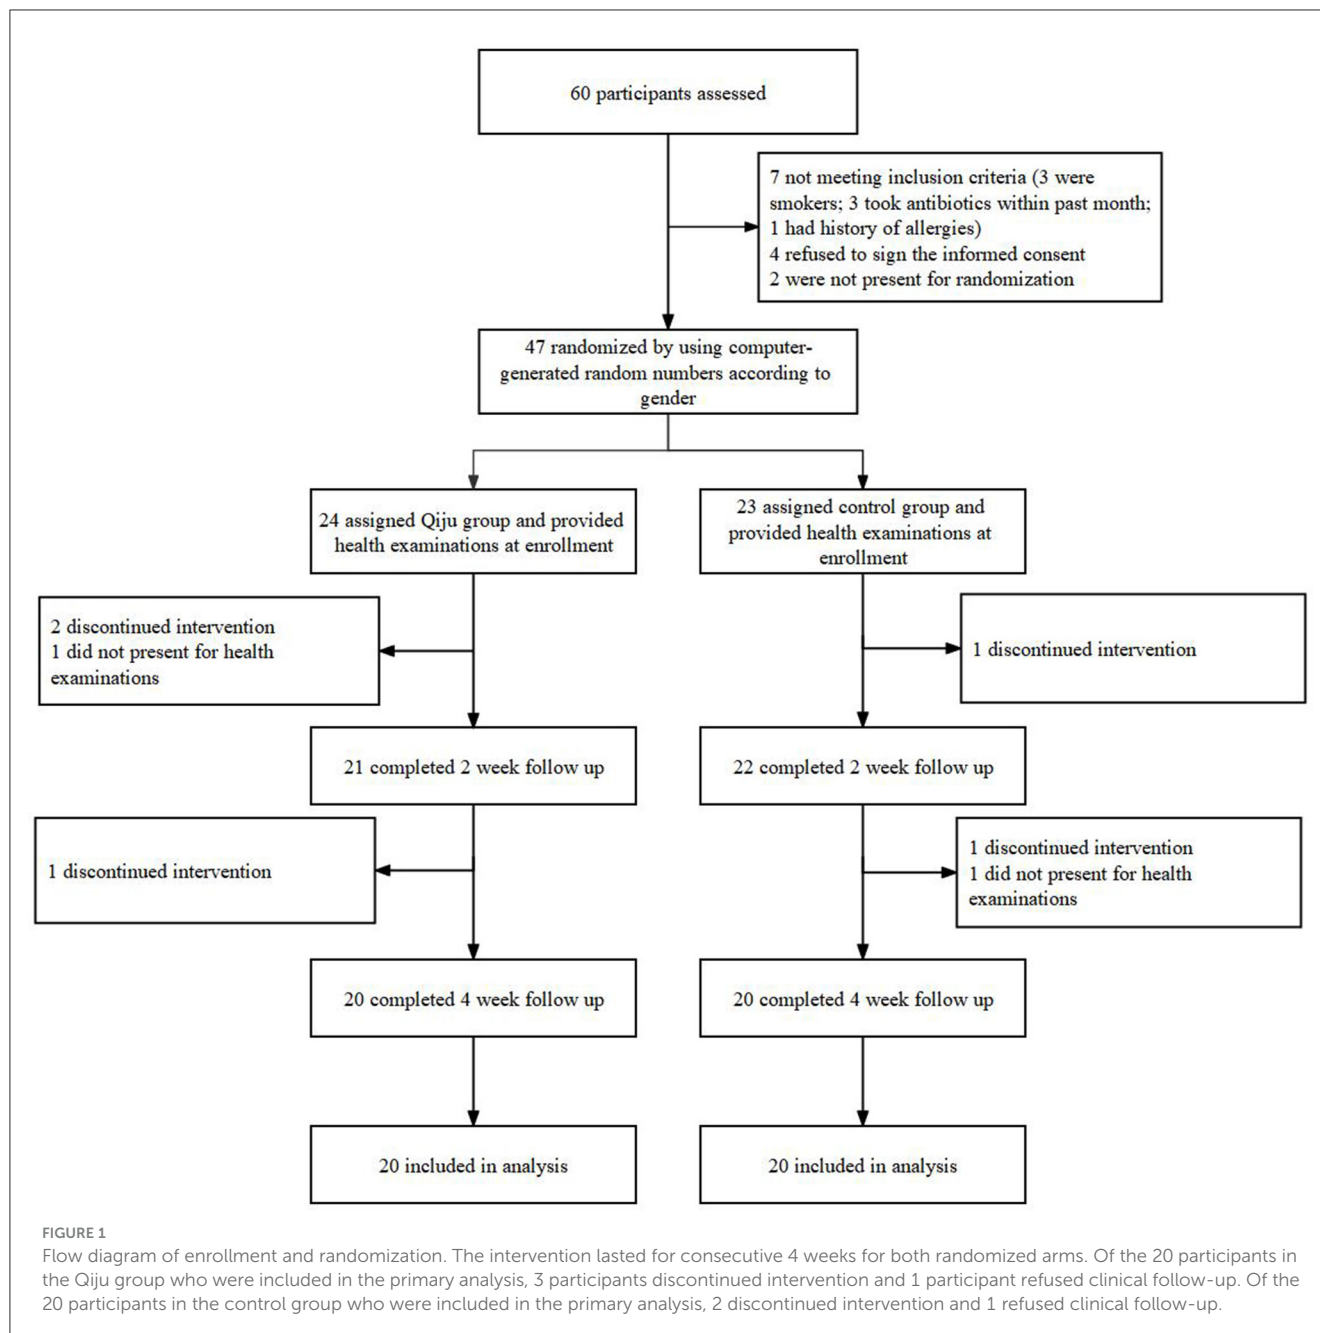 60 participants assessed
7 not meeting inclusion criteria (3 were
smokers; 3 took antibiotics within past month;
1 had history of allergies)
4 refused to sign the informed consent
2 were not present for randomization
47 randomized by using computer-
generated random numbers according to
gender
24 assigned Qiju group and provided
health examinations at enrollment
23 assigned control group and
provided health examinations at
enrollment
2 discontinued intervention
1 did not present for health
examinations
1 discontinued intervention
21 completed 2 week follow up
22 completed 2 week follow up
1 discontinued intervention
1 discontinued intervention
1 did not present for health
examinations
20 completed 4 week follow up
20 completed 4 week follow up
20 included in analysis
20 included in analysis
FIGURE 1
Flow diagram of enrollment and randomization. The intervention lasted for consecutive 4 weeks for both randomized arms. Of the 20 participants in
the Qiju group who were included in the primary analysis, 3 participants discontinued intervention and 1 participant refused clinical follow-up. Of the
20 participants in the control group who were included in the primary analysis, 2 discontinued intervention and 1 refused clinical follow-up.